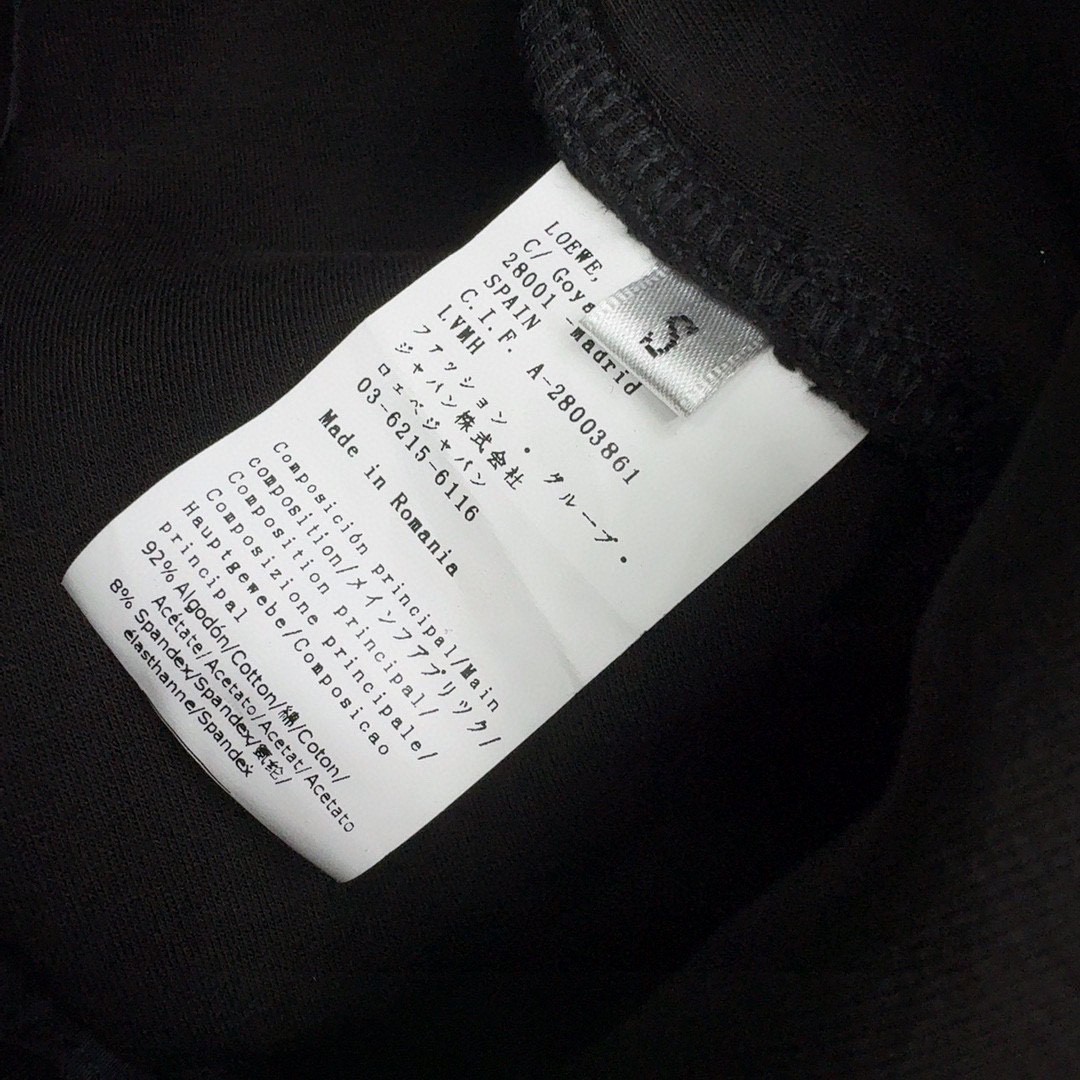 LOEWE,
C/ Goya
28001 -Madrid
SPAIN
C.I.F. A-28003861
LVMH
ファッション・グループ・
ジャパン株式会社
ロエベジャパン
03-6215-6116
Made in Romania
Composición principal/Main
composition/メインファブリック/
Composition principal/
Composizione principale/
Hauptgewebe/Composicao
principal
92% Algodón/Cotton/綿/Coton/
Acétate/Acetato/Acetat/Acetato
8% Spandex/Spandex/氨纶/
élasthanne/Spandex
S